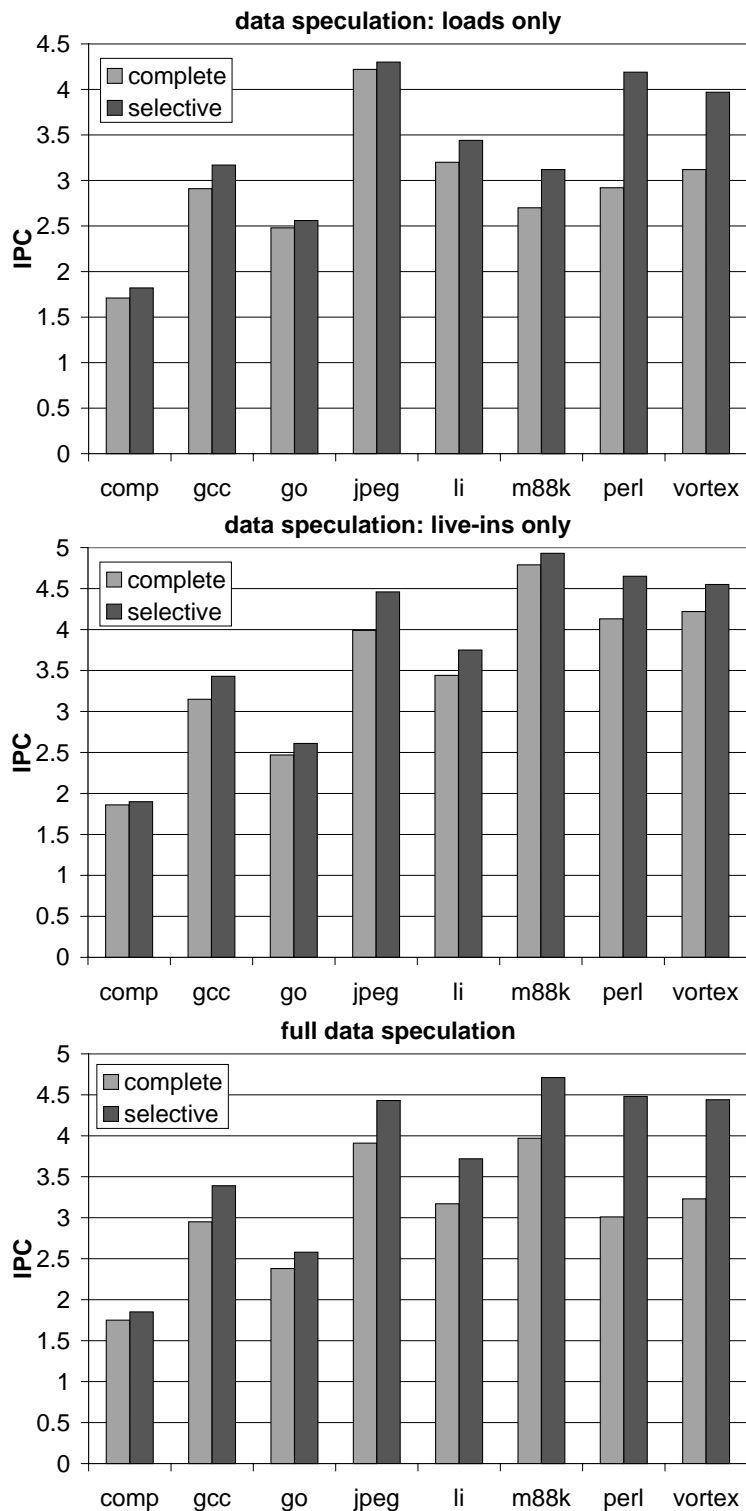 data speculation: loads only
4.5
complete
selective
4
3.5
3
2.5
2
1.5
1
0.5
0
IPC
comp gcc go jpeg li m88k perl vortex
data speculation: live-ins only
5
complete
selective
4.5
4
3.5
3
2.5
2
1.5
1
0.5
0
IPC
comp gcc go jpeg li m88k perl vortex
full data speculation
5
complete
selective
4.5
4
3.5
3
2.5
2
1.5
1
0.5
0
IPC
comp gcc go jpeg li m88k perl vortex